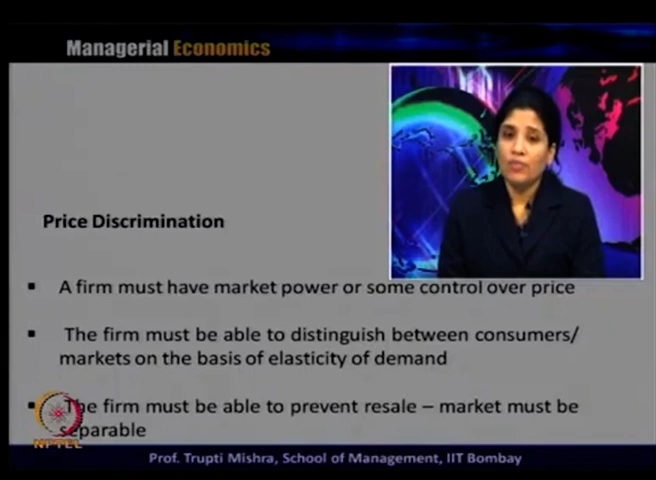 Managerial Economics
Price Discrimination
▪ A firm must have market power or some control over price
▪ The firm must be able to distinguish between consumers/
markets on the basis of elasticity of demand
▪ The firm must be able to prevent resale – market must be
separable
NPTEL
Prof. Trupti Mishra, School of Management, IIT Bombay